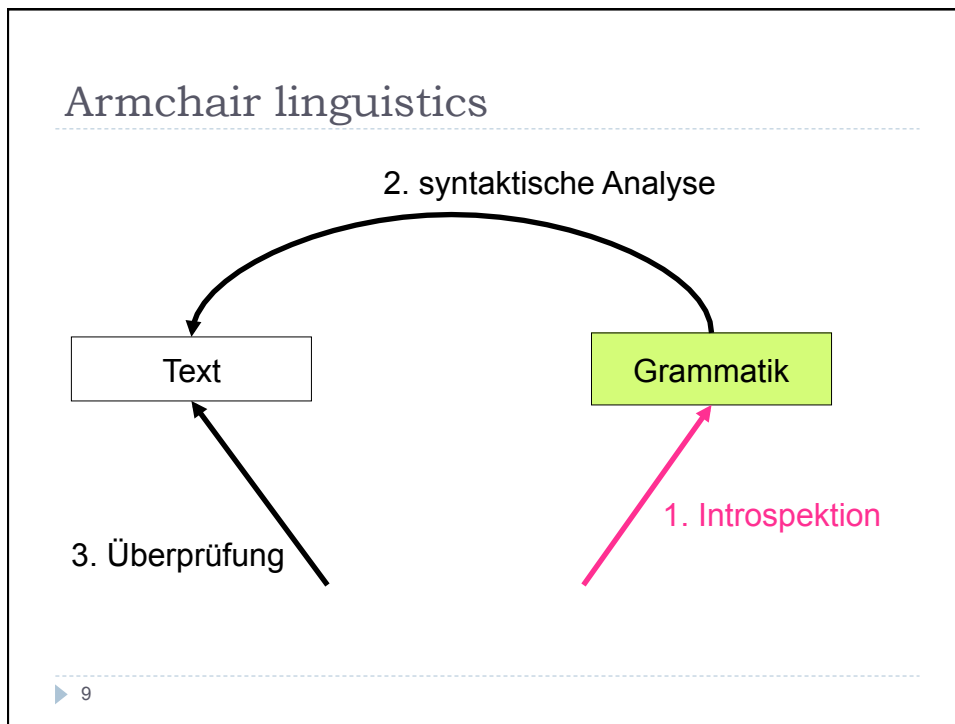 Armchair linguistics
2. syntaktische Analyse
Text
Grammatik
1. Introspektion
3. Überprüfung
9